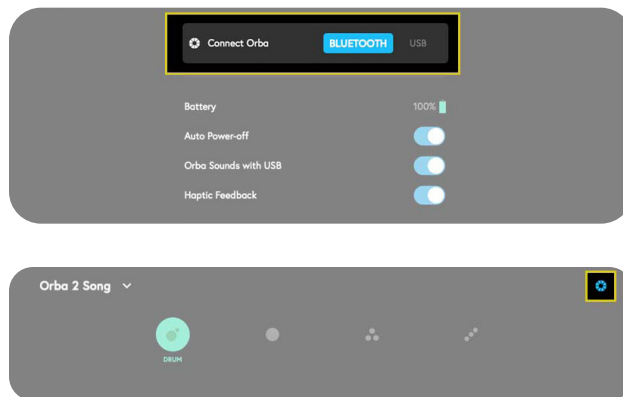 Connect Orba BLUETOOTH USB
Battery 100%
Auto Power-off
Orba Sounds with USB
Haptic Feedback
Orba 2 Song
DRUM